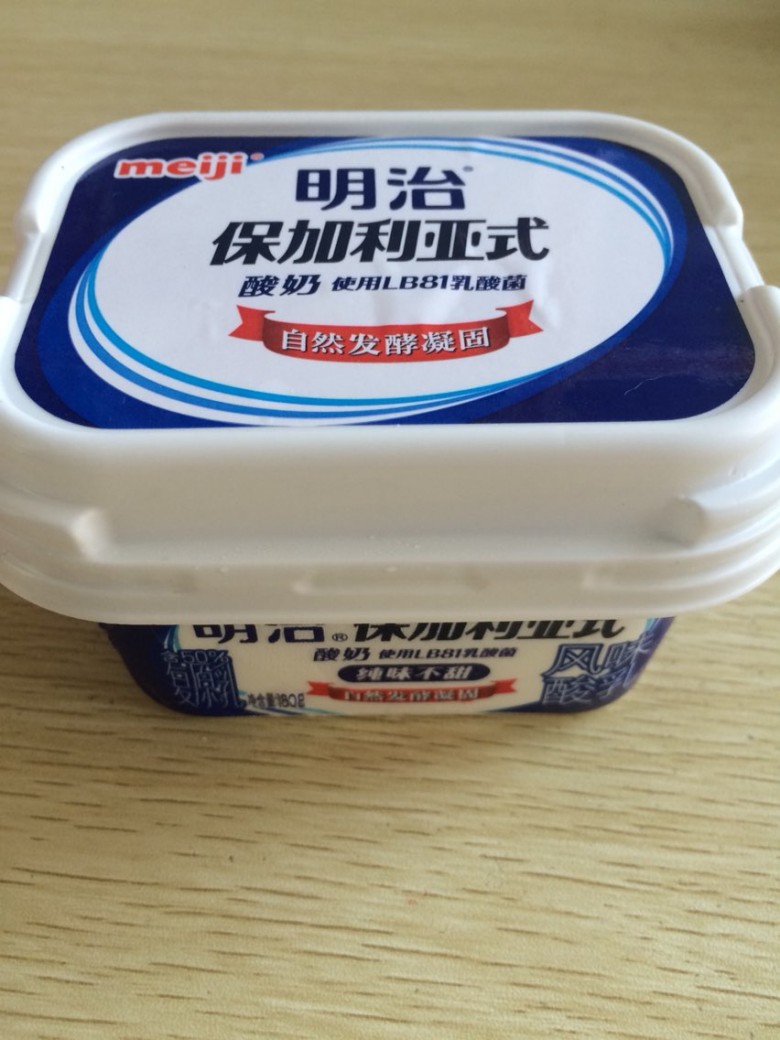 meiji
明治
保加利亚式
酸奶 使用LB81乳酸菌
自然发酵凝固
明治® 保加利亚式
酸奶 使用LB81乳酸菌
纯味不甜
自然发酵凝固
净含量180g
风味
酸乳